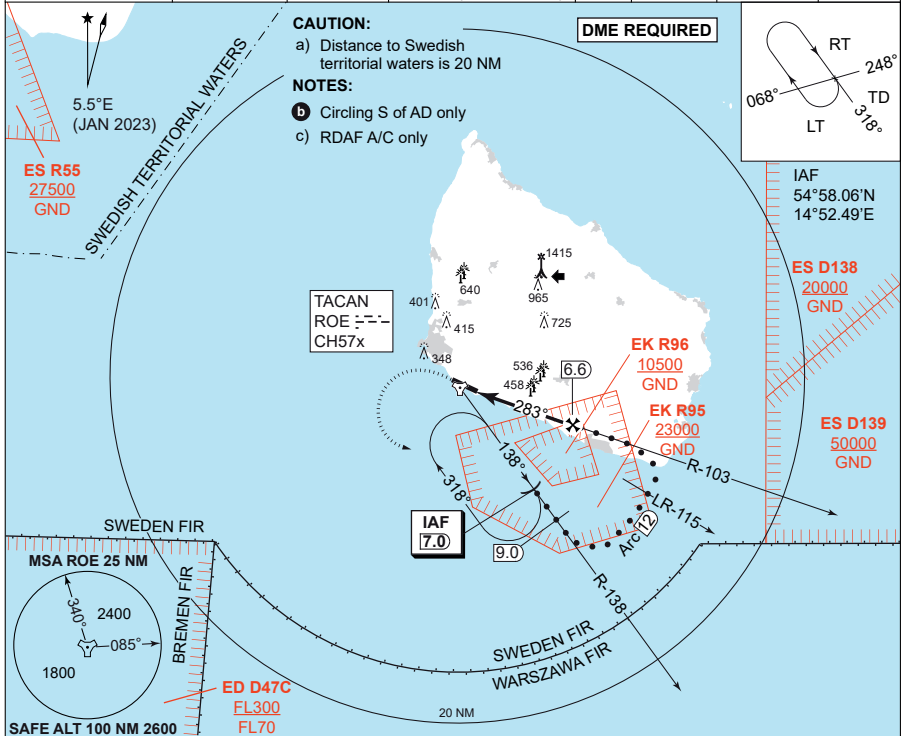 CAUTION:
a) Distance to Swedish
territorial waters is 20 NM
NOTES:
b Circling S of AD only
c) RDAF A/C only
DME REQUIRED
RT
248°
068°
TD
LT
318°
5.5°E
(JAN 2023)
SWEDISH TERRITORIAL WATERS
ES R55
27500
GND
IAF
54°58.06'N
14°52.49'E
ES D138
20000
GND
TACAN
ROE
CH57x
1415
640
965
401
415
725
348
536
458
6.6
EK R96
10500
GND
EK R95
23000
GND
ES D139
50000
GND
283°
138°
318°
R-103
LR-115
Arc 12
IAF
7.0
9.0
R-138
SWEDEN FIR
MSA ROE 25 NM
340°
2400
085°
1800
SAFE ALT 100 NM 2600
BREMEN FIR
SWEDEN FIR
WARSZAWA FIR
ED D47C
FL300
FL70
20 NM